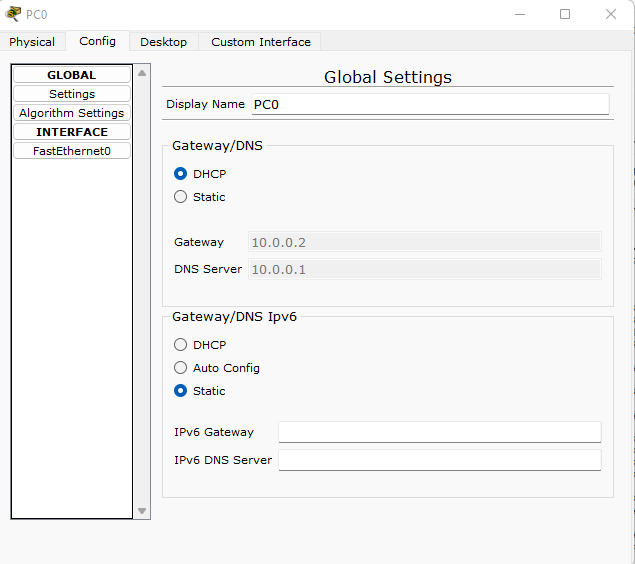 PC0
Physical Config Desktop Custom Interface
GLOBAL
Settings
Algorithm Settings
INTERFACE
FastEthernet0
Global Settings
Display Name PC0
Gateway/DNS
DHCP
Static
Gateway 10.0.0.2
DNS Server 10.0.0.1
Gateway/DNS Ipv6
DHCP
Auto Config
Static
IPv6 Gateway
IPv6 DNS Server